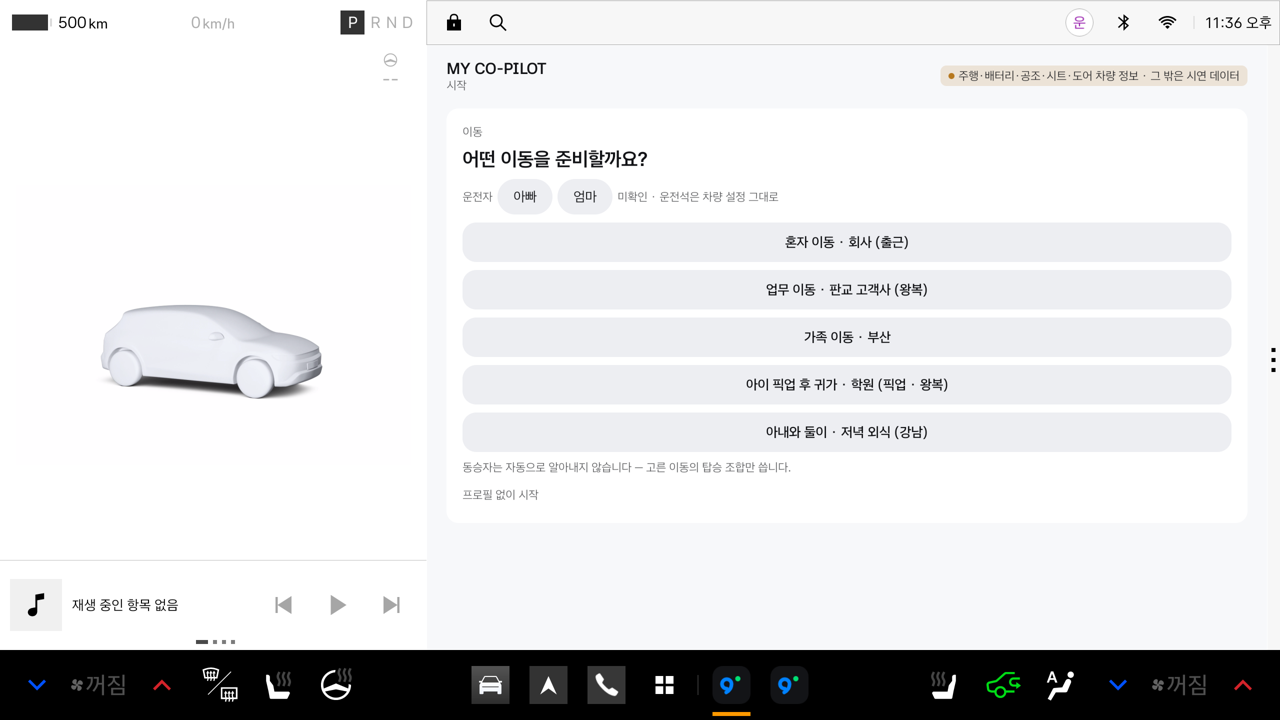 500 km
0 km/h
P R N D
운
11:36 오후
--
MY CO-PILOT
시작
주행·배터리·공조·시트·도어 차량 정보 · 그 밖은 시연 데이터
이동
어떤 이동을 준비할까요?
운전자 아빠 엄마 미확인 · 운전석은 차량 설정 그대로
혼자 이동 · 회사 (출근)
업무 이동 · 판교 고객사 (왕복)
가족 이동 · 부산
아이 픽업 후 귀가 · 학원 (픽업 · 왕복)
아내와 둘이 · 저녁 외식 (강남)
동승자는 자동으로 알아내지 않습니다 — 고른 이동의 탑승 조합만 씁니다.
프로필 없이 시작
재생 중인 항목 없음
꺼짐
9
9
A
꺼짐